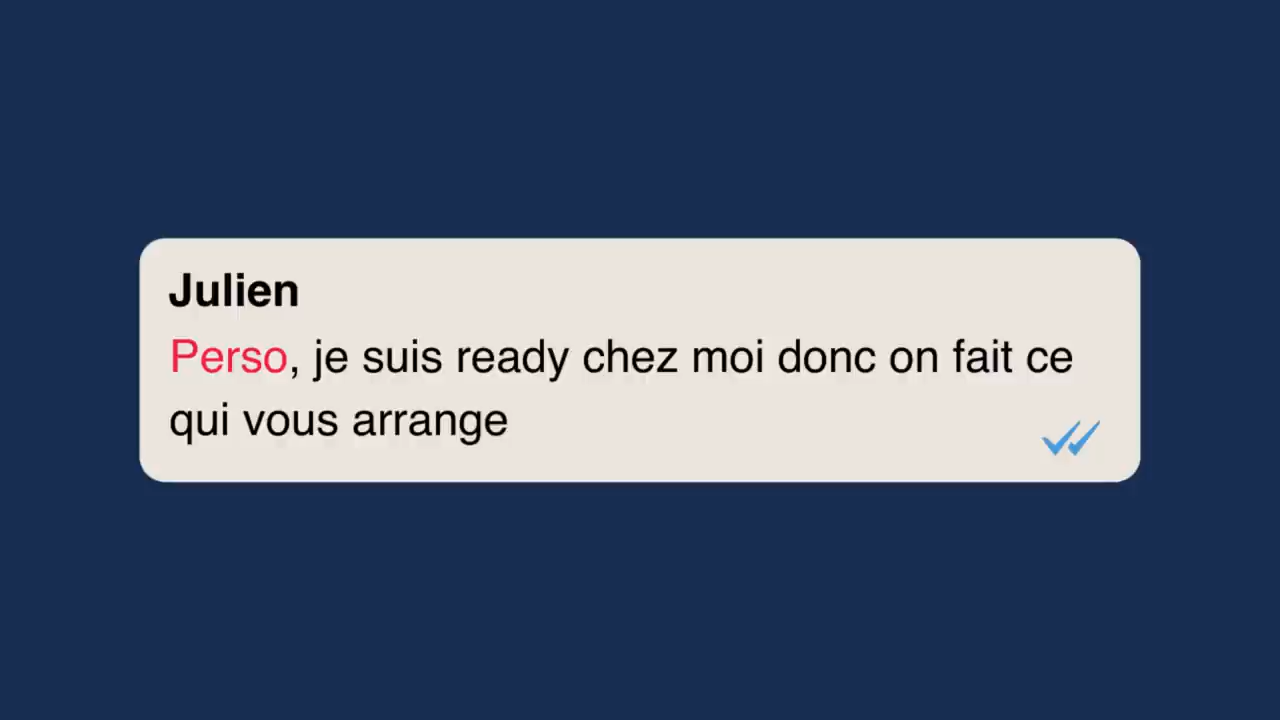 Julien
Perso, je suis ready chez moi donc on fait ce
qui vous arrange